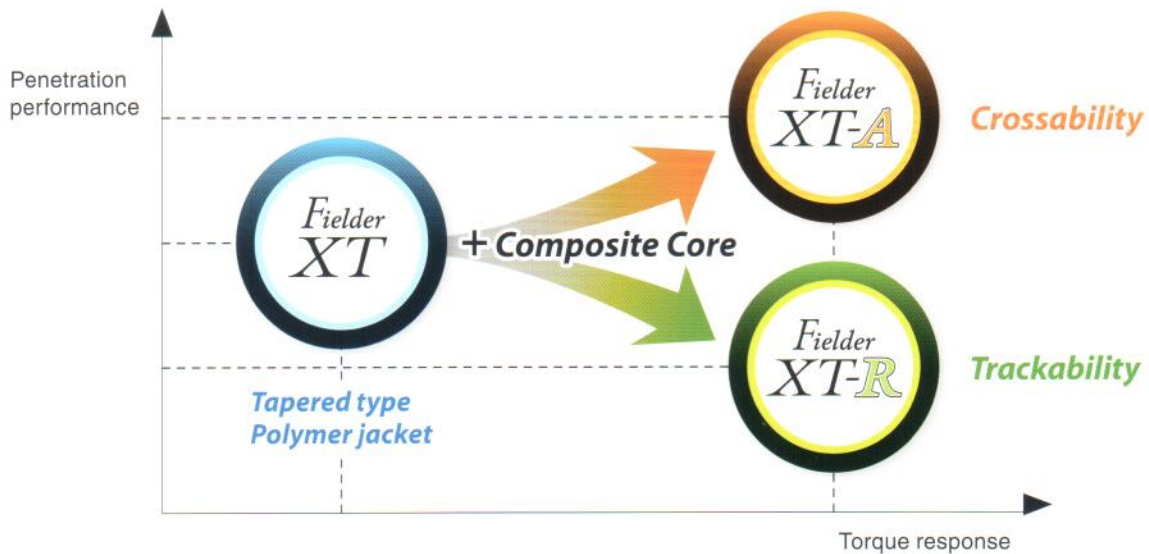 Penetration
performance
Fielder
XT-A
Crossability
Fielder
XT
+ Composite Core
Fielder
XT-R
Trackability
Tapered type
Polymer jacket
Torque response